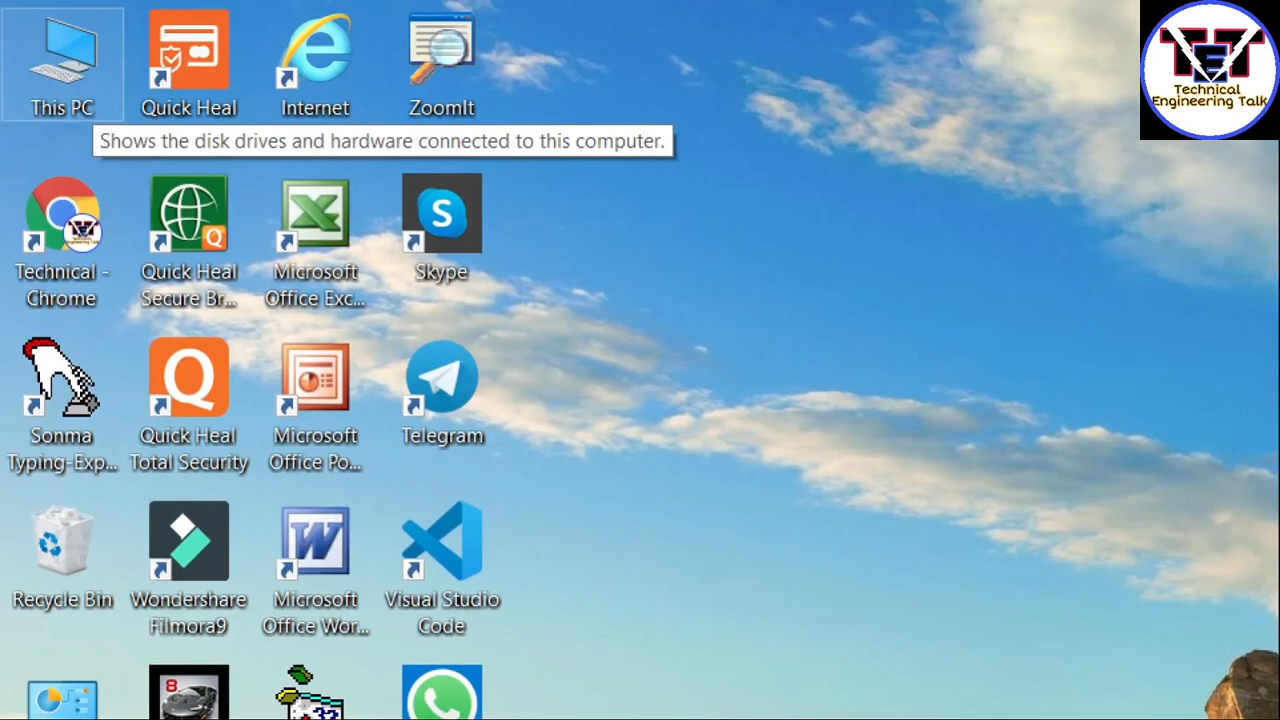 This PC
Quick Heal
Internet
ZoomIt
TET
Technical
Engineering Talk
Shows the disk drives and hardware connected to this computer.
Technical -
Chrome
Quick Heal
Secure Br...
Microsoft
Office Exc...
Skype
Sonma
Typing-Exp...
Quick Heal
Total Security
Microsoft
Office Po...
Telegram
Recycle Bin
Wondershare
Filmora9
Microsoft
Office Wor...
Visual Studio
Code
8